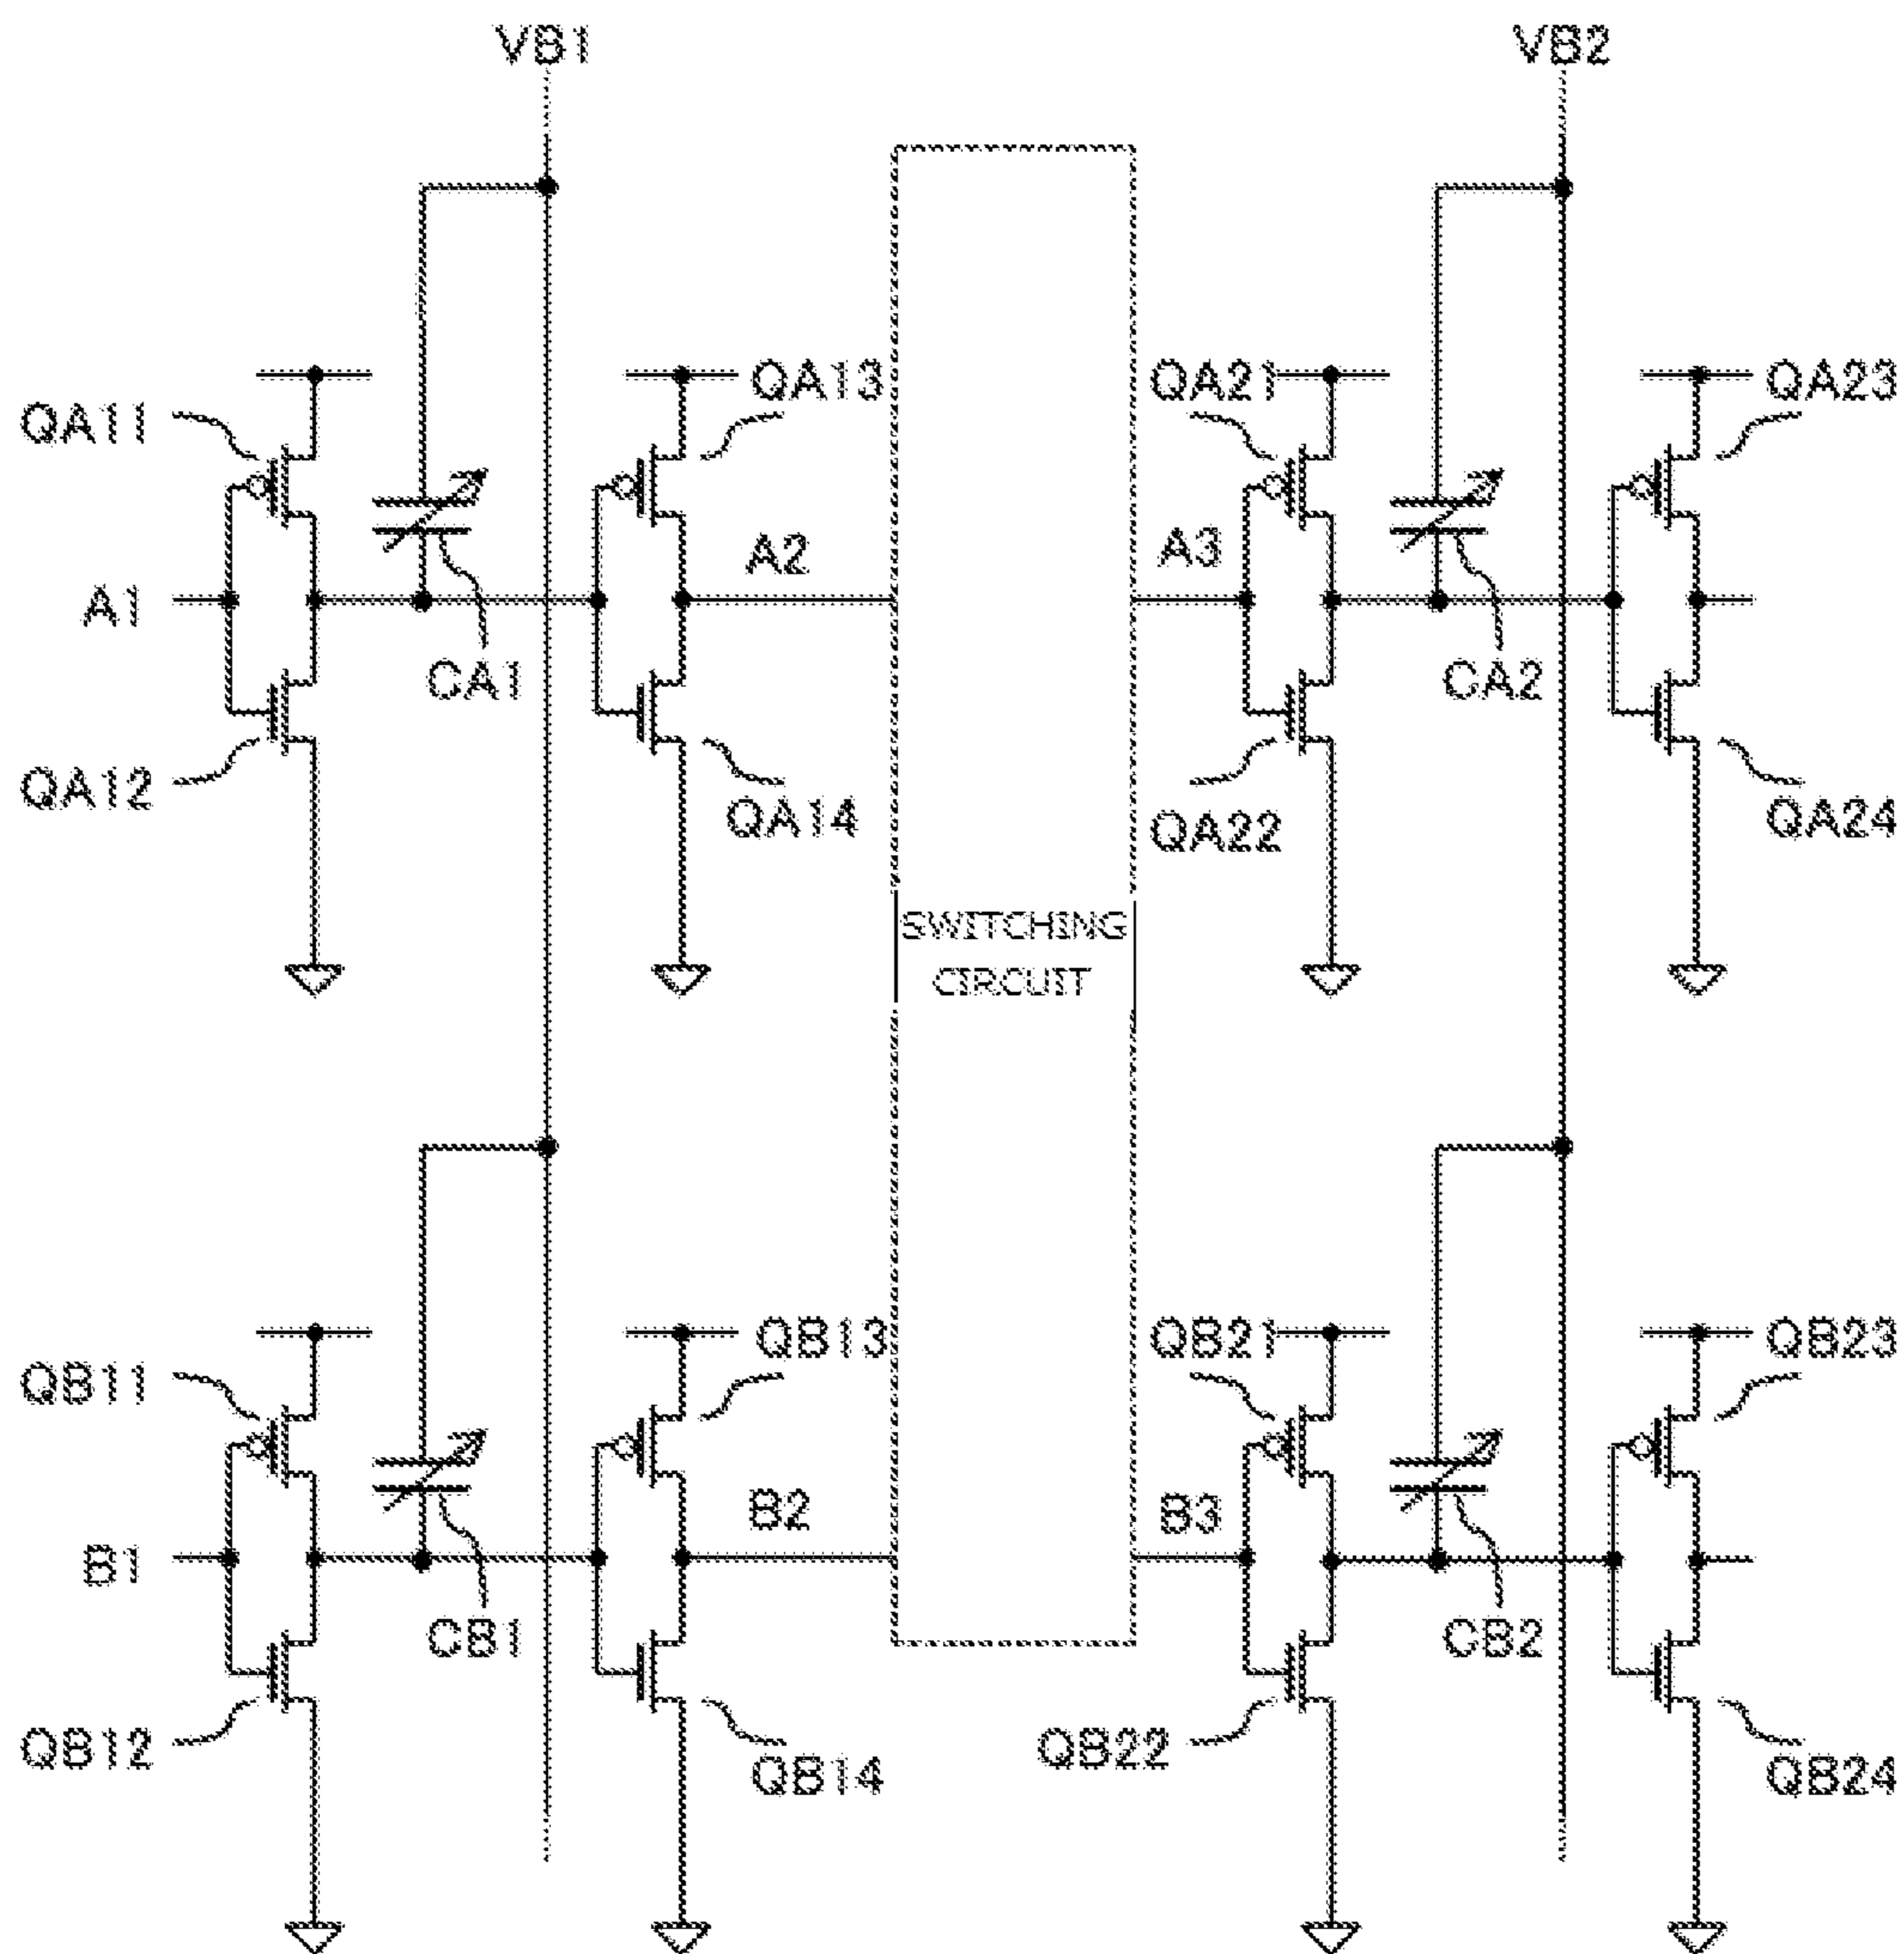 VB1
VB2
QA11
QA13
QA21
QA23
A1
A2
A3
CA1
CA2
QA12
QA14
QA22
QA24
SWITCHING
CIRCUIT
QB11
QB13
QB21
QB23
B1
B2
B3
CB1
CB2
QB12
QB14
QB22
QB24